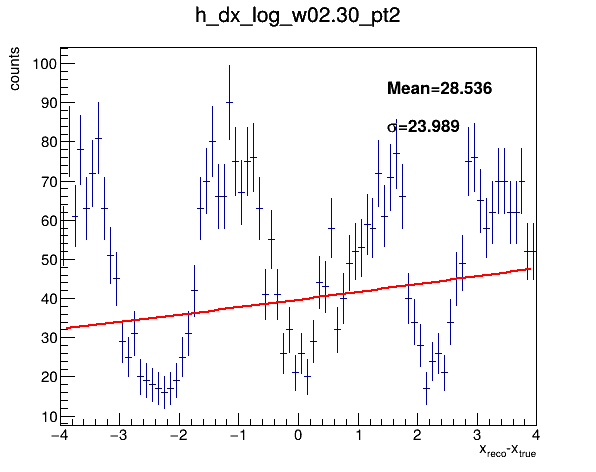 h_dx_log_w02.30_pt2
counts
100
90
80
70
60
50
40
30
20
10
Mean=28.536
σ=23.989
−4 −3 −2 −1 0 1 2 3 4
x_reco-x_true